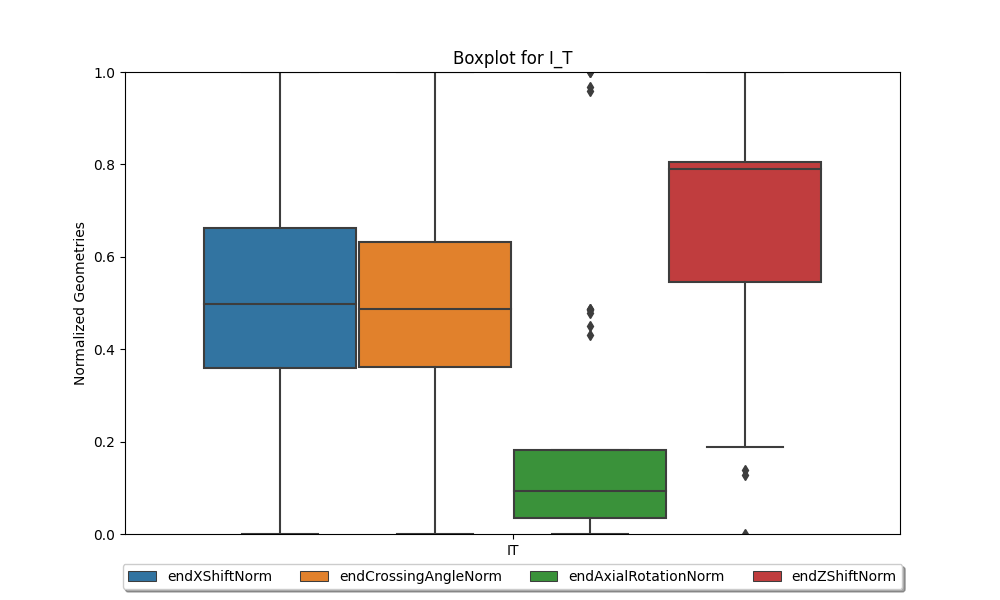 Boxplot for I_T
1.0
0.8
0.6
0.4
0.2
0.0
Normalized Geometries
IT
endXShiftNorm endCrossingAngleNorm endAxialRotationNorm endZShiftNorm